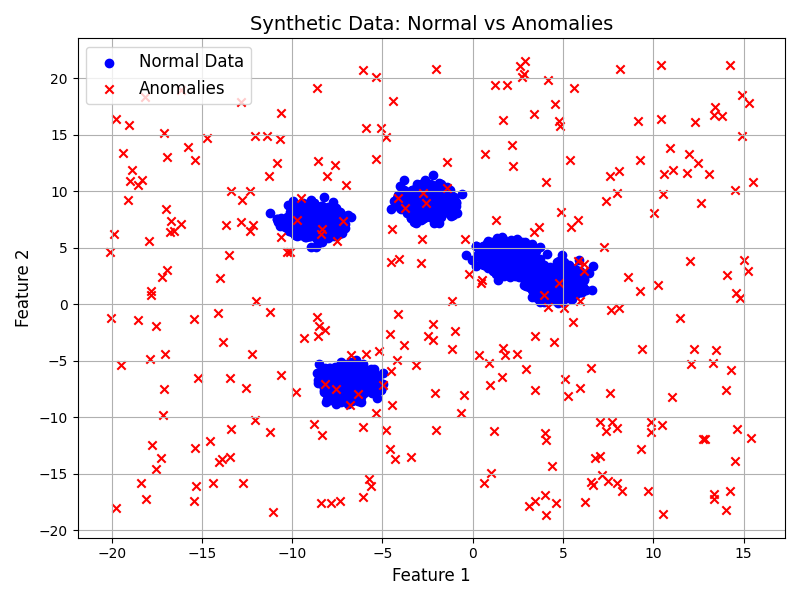 Synthetic Data: Normal vs Anomalies
Normal Data
Anomalies
Feature 2
20
15
10
5
0
−5
−10
−15
−20
−20 −15 −10 −5 0 5 10 15
Feature 1